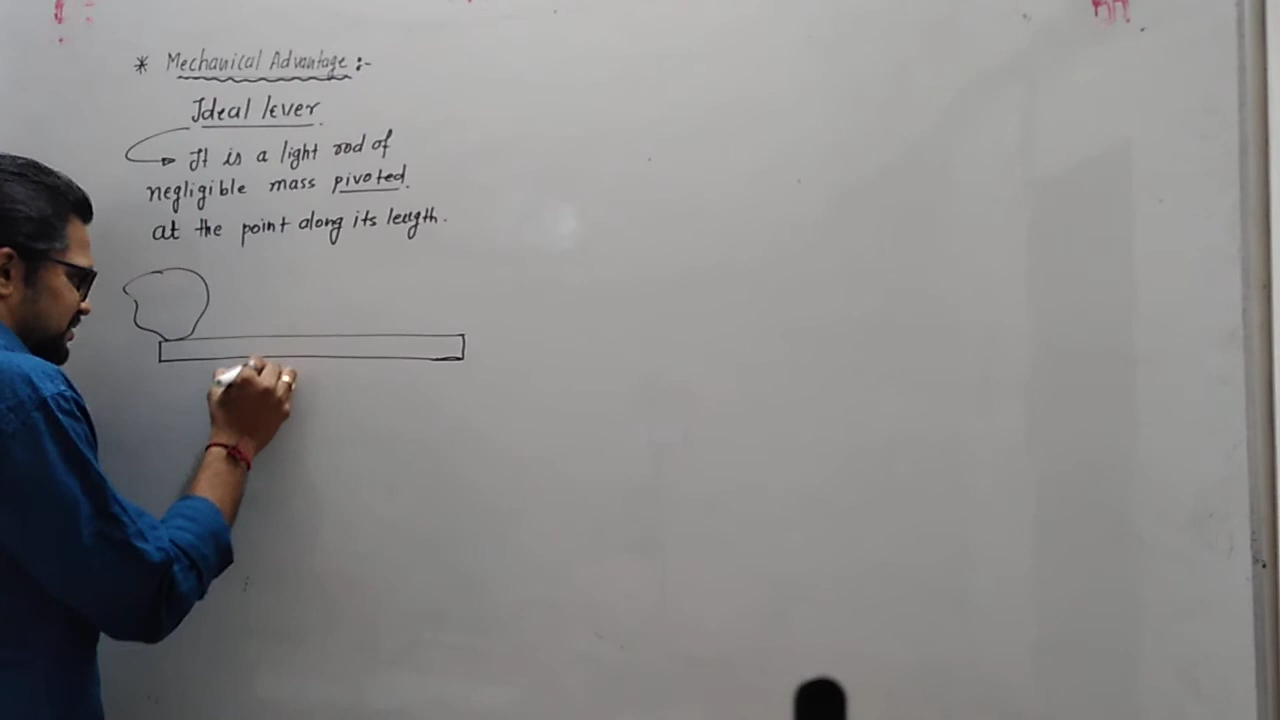 * Mechanical Advantage :-
Ideal lever
It is a light rod of
negligible mass pivoted.
at the point along its length.